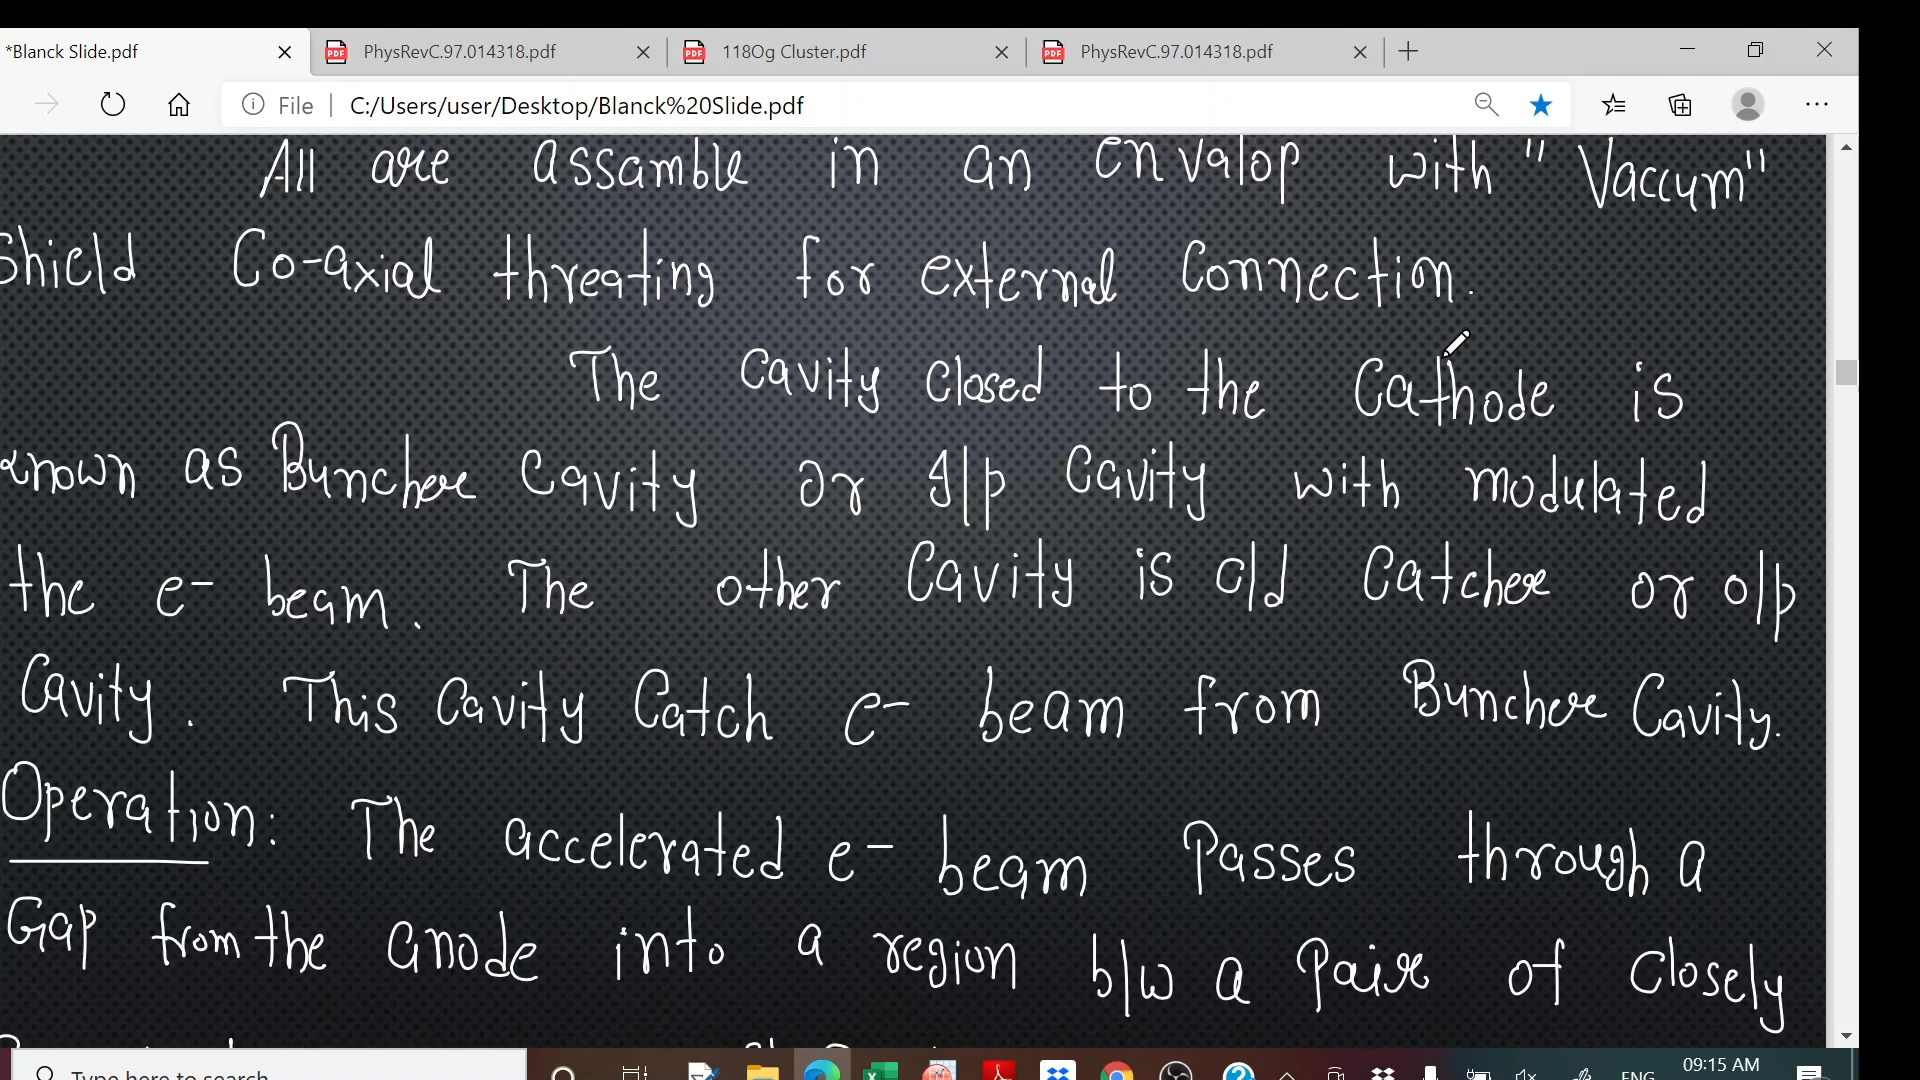 *Blanck Slide.pdf
PhysRevC.97.014318.pdf
118Og Cluster.pdf
PhysRevC.97.014318.pdf
File C:/Users/user/Desktop/Blanck%20Slide.pdf
All are assamble in an envalop with "Vaccum"
Shield Co-axial threating for external Connection.
The Cavity Closed to the Cathode is
known as Buncher Cavity or I/p Cavity with modulated
the e- beam. The other Cavity is c/d Catcher or o/p
Cavity. This Cavity Catch e- beam from Buncher Cavity.
Operation: The accelerated e- beam Passes through a
Gap from the anode into a region b/w a Pair of Closely
Type here to search
ENG
09:15 AM